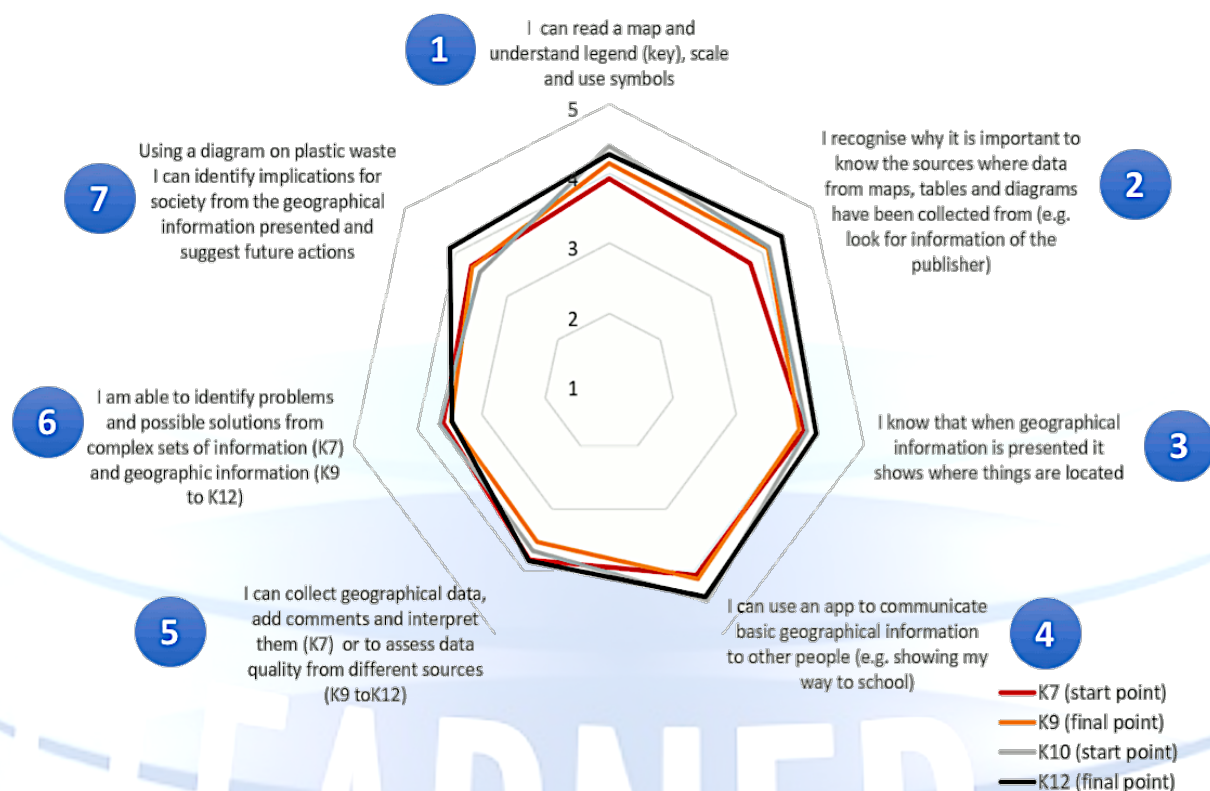 1
I can read a map and
understand legend (key), scale
and use symbols
2
I recognise why it is important to
know the sources where data
from maps, tables and diagrams
have been collected from (e.g.
look for information of the
publisher)
3
I know that when geographical
information is presented it
shows where things are located
4
I can use an app to communicate
basic geographical information
to other people (e.g. showing my
way to school)
5
I can collect geographical data,
add comments and interpret
them (K7) or to assess data
quality from different sources
(K9 toK12)
6
I am able to identify problems
and possible solutions from
complex sets of information (K7)
and geographic information (K9
to K12)
7
Using a diagram on plastic waste
I can identify implications for
society from the geographical
information presented and
suggest future actions
5
4
3
2
1
K7 (start point)
K9 (final point)
K10 (start point)
K12 (final point)